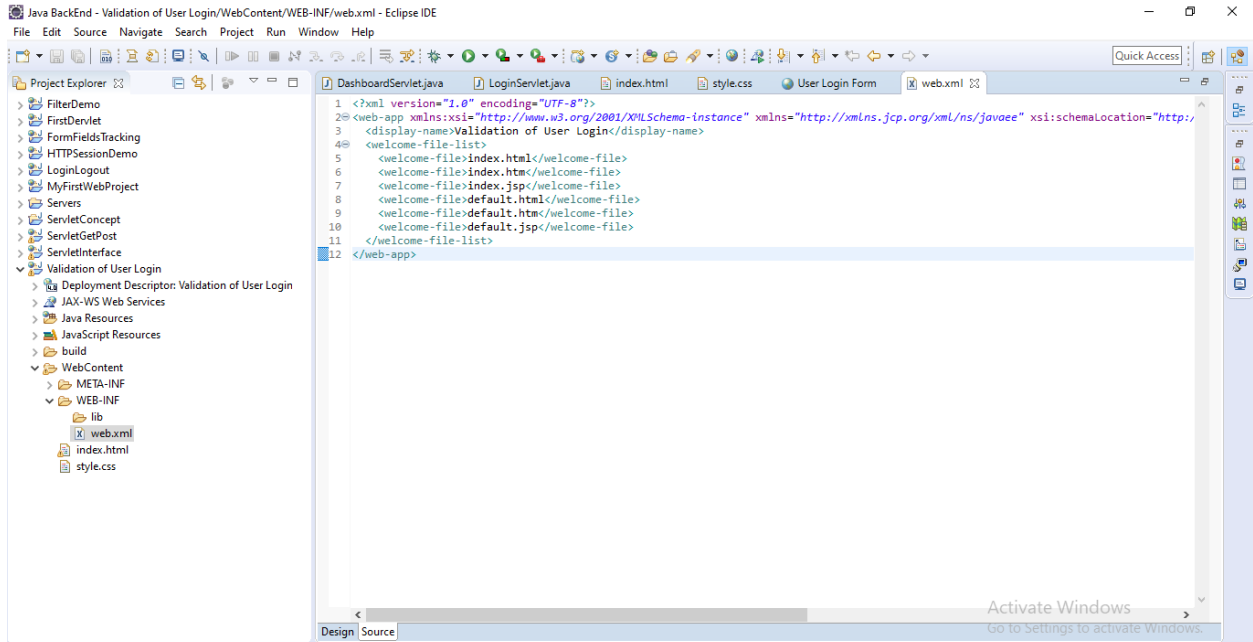 Java BackEnd - Validation of User Login/WebContent/WEB-INF/web.xml - Eclipse IDE
File Edit Source Navigate Search Project Run Window Help
Quick Access
Project Explorer
DashboardServlet.java LoginServlet.java index.html style.css User Login Form web.xml
FilterDemo
FirstDervlet
FormFieldsTracking
HTTPSessionDemo
LoginLogout
MyFirstWebProject
Servers
ServletConcept
ServletGetPost
ServletInterface
Validation of User Login
Deployment Descriptor: Validation of User Login
JAX-WS Web Services
Java Resources
JavaScript Resources
build
WebContent
META-INF
WEB-INF
lib
web.xml
index.html
style.css
1 <?xml version="1.0" encoding="UTF-8"?>
2 <web-app xmlns:xsi="http://www.w3.org/2001/XMLSchema-instance" xmlns="http://xmlns.jcp.org/xml/ns/javaee" xsi:schemaLocation="http:/
3 <display-name>Validation of User Login</display-name>
4 <welcome-file-list>
5 <welcome-file>index.html</welcome-file>
6 <welcome-file>index.htm</welcome-file>
7 <welcome-file>index.jsp</welcome-file>
8 <welcome-file>default.html</welcome-file>
9 <welcome-file>default.htm</welcome-file>
10 <welcome-file>default.jsp</welcome-file>
11 </welcome-file-list>
12 </web-app>
Design Source
Activate Windows
Go to Settings to activate Windows.